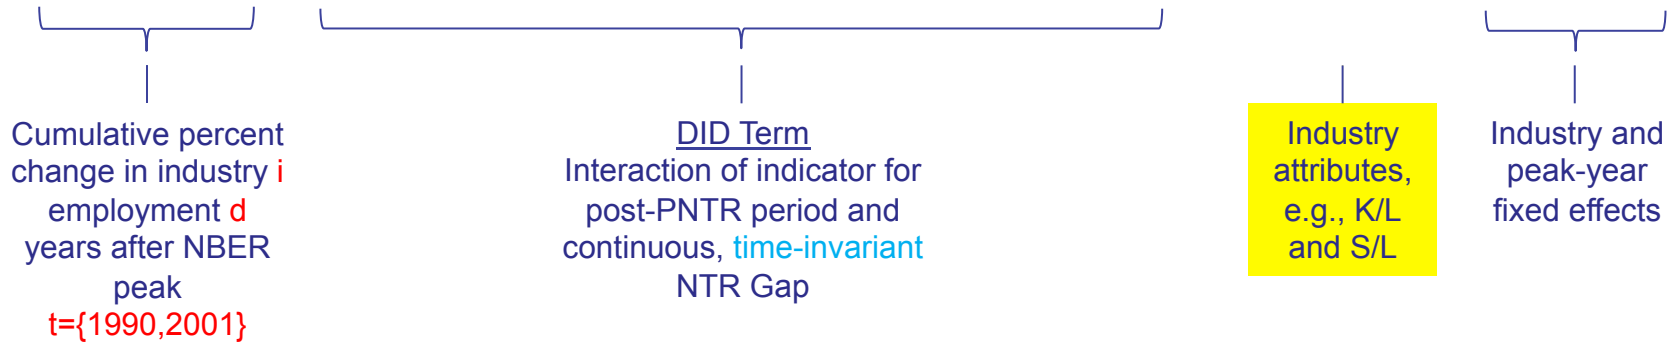 Cumulative percent
change in industry i
employment d
years after NBER
peak
t={1990,2001}
DID Term
Interaction of indicator for
post-PNTR period and
continuous, time-invariant
NTR Gap
Industry
attributes,
e.g., K/L
and S/L
Industry and
peak-year
fixed effects